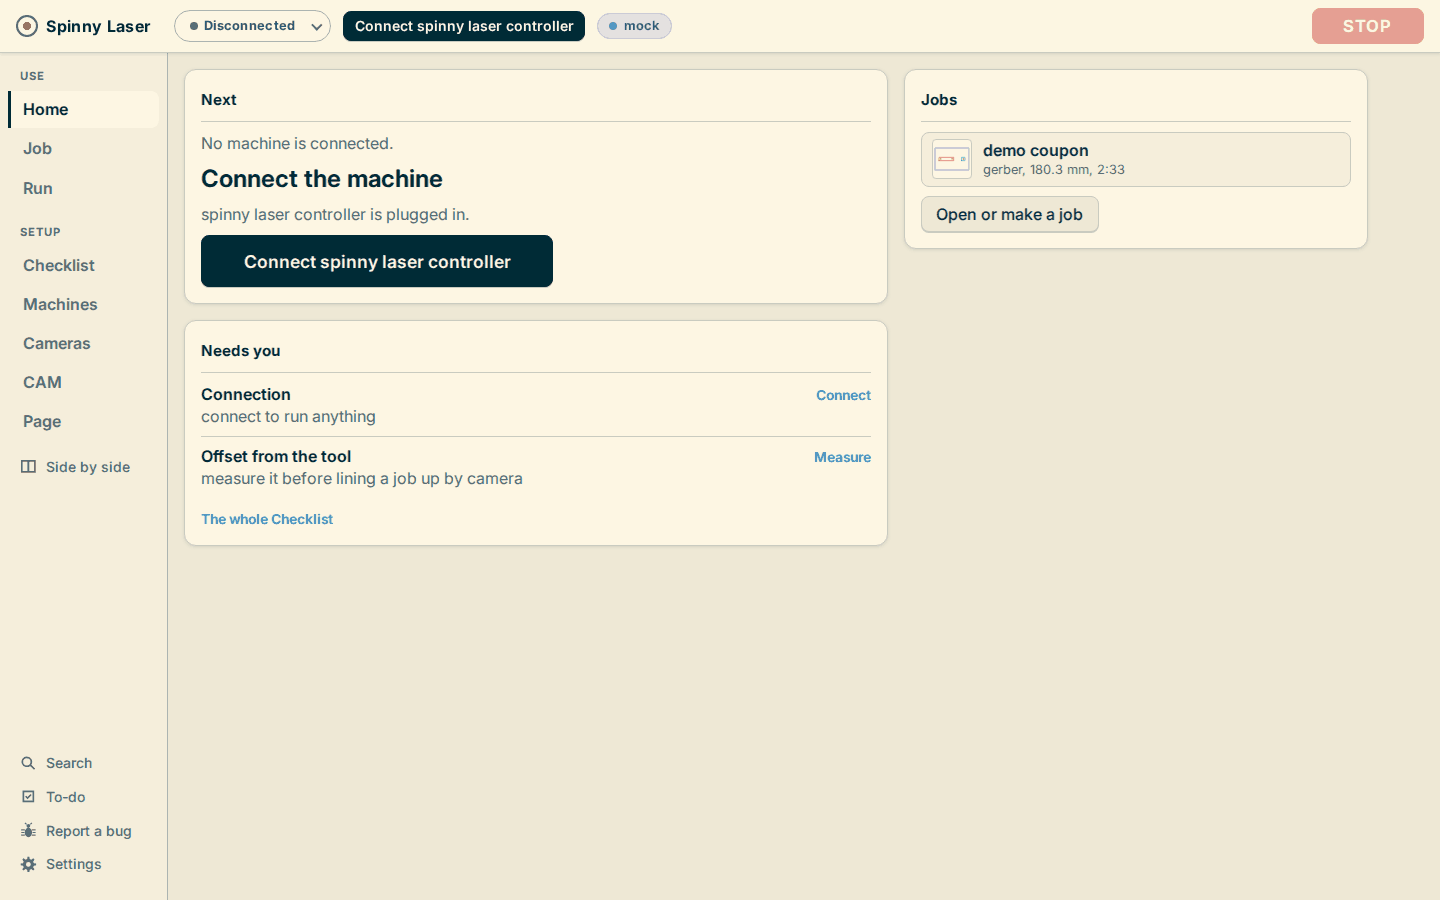 Spinny Laser
Disconnected
Connect spinny laser controller
mock
STOP
USE
Home
Job
Run
SETUP
Checklist
Machines
Cameras
CAM
Page
Side by side
Search
To-do
Report a bug
Settings
Next
No machine is connected.
Connect the machine
spinny laser controller is plugged in.
Connect spinny laser controller
Needs you
Connection
Connect
connect to run anything
Offset from the tool
Measure
measure it before lining a job up by camera
The whole Checklist
Jobs
demo coupon
gerber, 180.3 mm, 2:33
Open or make a job